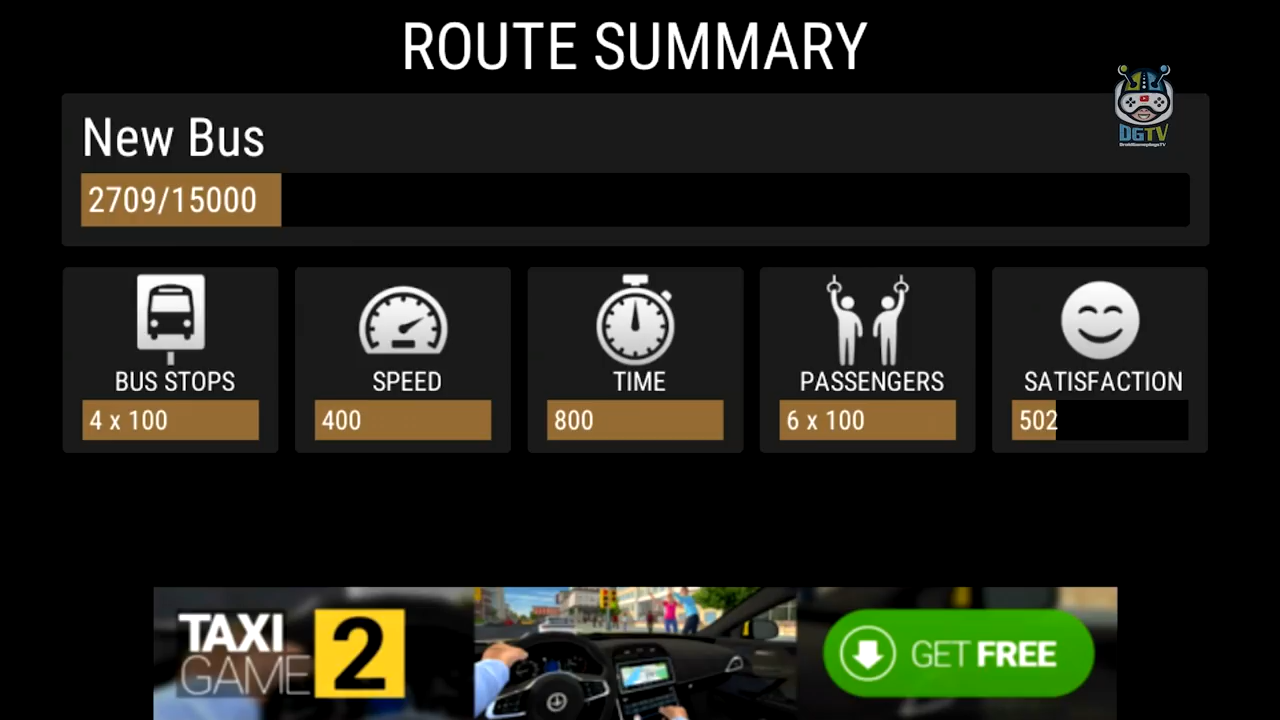 ROUTE SUMMARY
New Bus
2709/15000
BUS STOPS
4 x 100
SPEED
400
TIME
800
PASSENGERS
6 x 100
SATISFACTION
502
DGTV
DroidGameplaysTV
TAXI
GAME 2
GET FREE